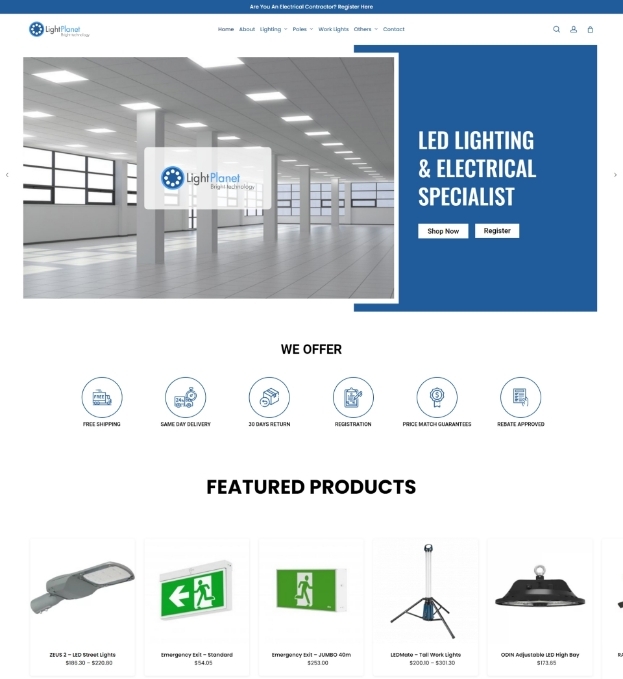 Are You An Electrical Contractor? Register Here
LightPlanet
Bright technology
Home About Lighting Poles Work Lights Others Contact
LightPlanet
Bright technology
LED LIGHTING
& ELECTRICAL
SPECIALIST
Shop Now Register
WE OFFER
FREE
24H
$
FREE SHIPPING SAME DAY DELIVERY 30 DAYS RETURN REGISTRATION PRICE MATCH GUARANTEES REBATE APPROVED
FEATURED PRODUCTS
ZEUS 2 – LED Street Lights Emergency Exit – Standard Emergency Exit – JUMBO 40m LEDMate – Tall Work Lights ODIN Adjustable LED High Bay
$54.05 $253.00 $200.10 – $301.30 $173.65